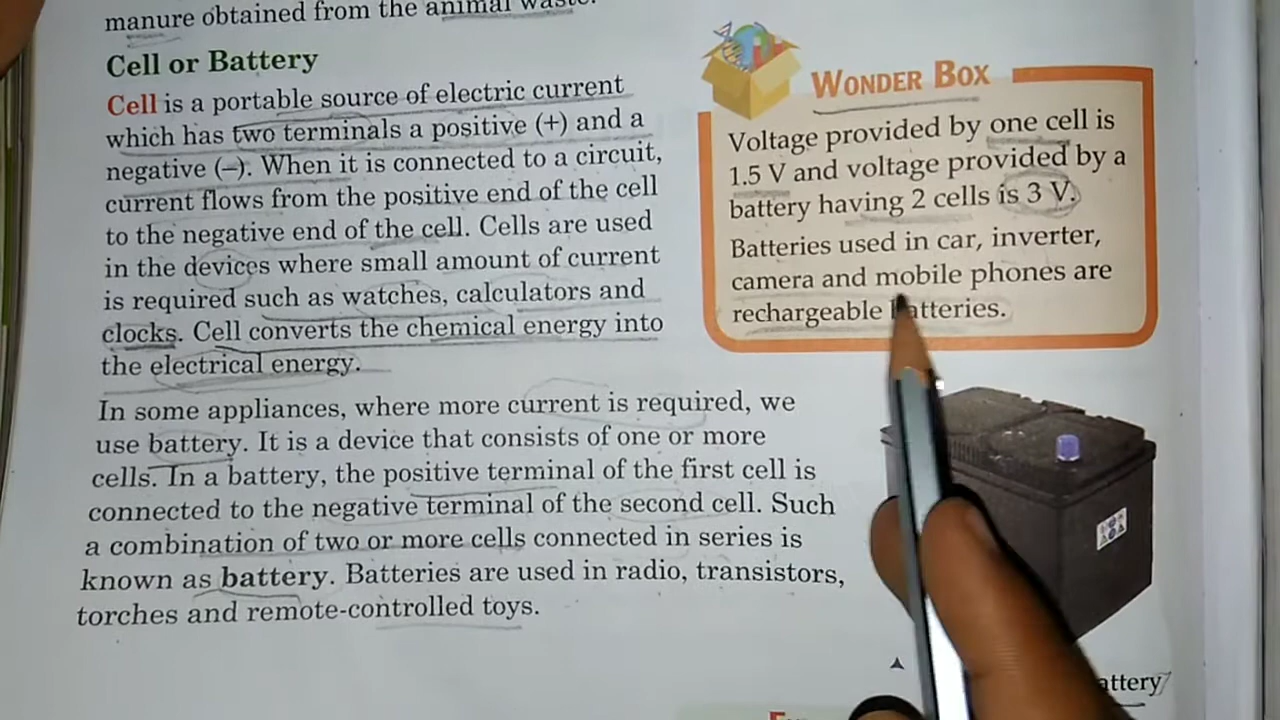 manure obtained from the animal waste.
Cell or Battery
Cell is a portable source of electric current
which has two terminals a positive (+) and a
negative (–). When it is connected to a circuit,
current flows from the positive end of the cell
to the negative end of the cell. Cells are used
in the devices where small amount of current
is required such as watches, calculators and
clocks. Cell converts the chemical energy into
the electrical energy.
In some appliances, where more current is required, we
use battery. It is a device that consists of one or more
cells. In a battery, the positive terminal of the first cell is
connected to the negative terminal of the second cell. Such
a combination of two or more cells connected in series is
known as battery. Batteries are used in radio, transistors,
torches and remote-controlled toys.
WONDER BOX
Voltage provided by one cell is
1.5 V and voltage provided by a
battery having 2 cells is 3 V.
Batteries used in car, inverter,
camera and mobile phones are
rechargeable batteries.
attery